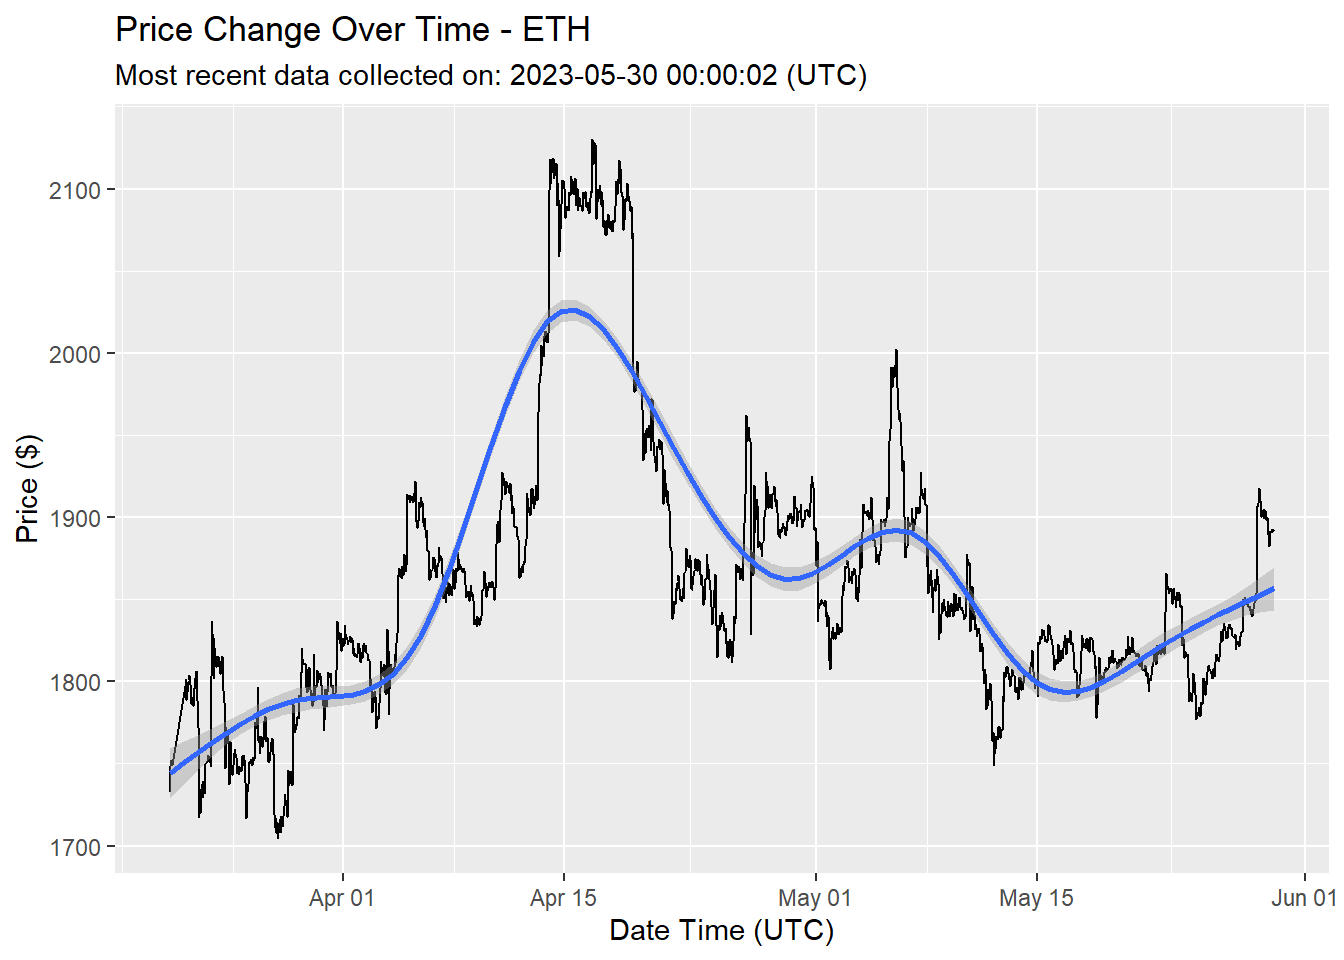 Price Change Over Time - ETH
Most recent data collected on: 2023-05-30 00:00:02 (UTC)
Price ($)
2100
2000
1900
1800
1700
Apr 01
Apr 15
May 01
May 15
Jun 01
Date Time (UTC)